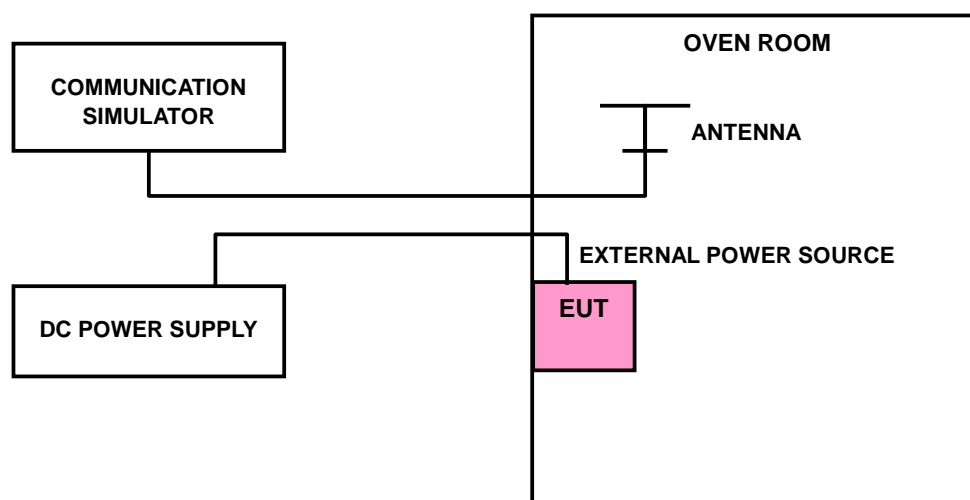 OVEN ROOM
COMMUNICATION
SIMULATOR
ANTENNA
EXTERNAL POWER SOURCE
EUT
DC POWER SUPPLY